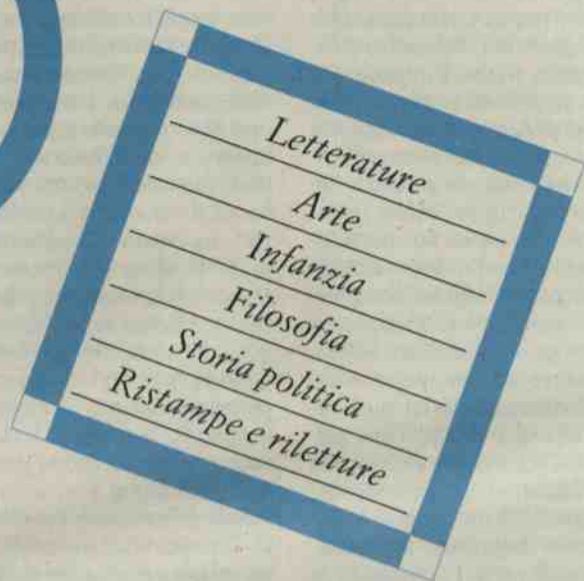 Letterature
Arte
Infanzia
Filosofia
Storia politica
Ristampe e riletture